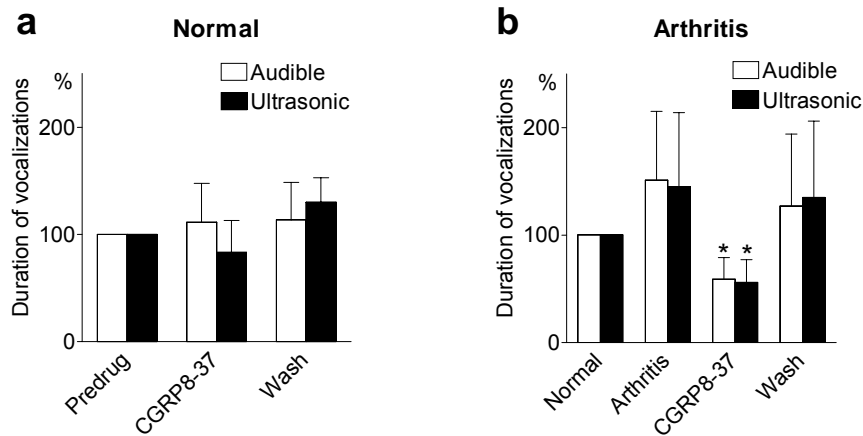 a
Normal
%
Audible
Ultrasonic
Duration of vocalizations
200
100
0
Predrug
CGRP8-37
Wash
b
Arthritis
%
Audible
Ultrasonic
Duration of vocalizations
200
100
0
* *
Normal
Arthritis
CGRP8-37
Wash